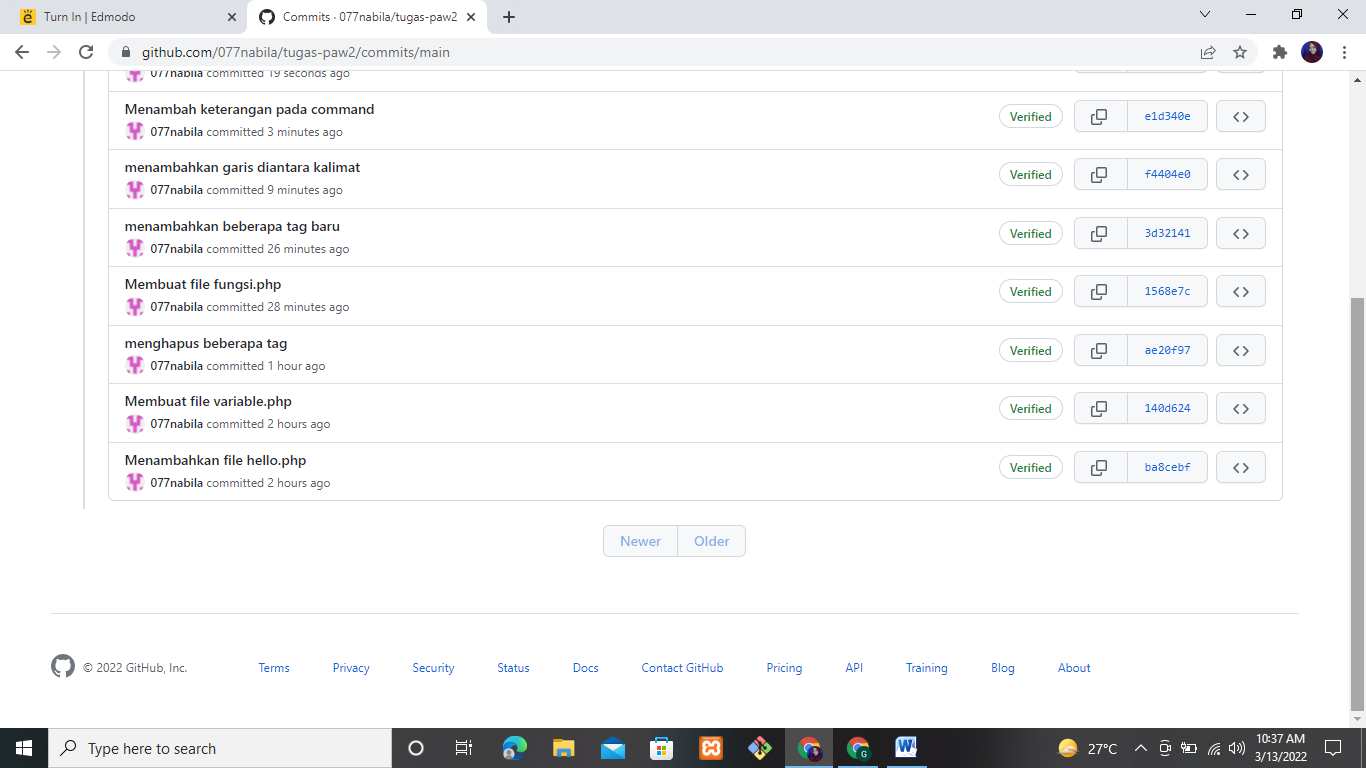 Turn In | Edmodo
Commits · 077nabila/tugas-paw2
github.com/077nabila/tugas-paw2/commits/main
077nabila committed 19 seconds ago
Menambah keterangan pada command
077nabila committed 3 minutes ago
Verified
e1d340e
menambahkan garis diantara kalimat
077nabila committed 9 minutes ago
Verified
f4404e0
menambahkan beberapa tag baru
077nabila committed 26 minutes ago
Verified
3d32141
Membuat file fungsi.php
077nabila committed 28 minutes ago
Verified
1568e7c
menghapus beberapa tag
077nabila committed 1 hour ago
Verified
ae20f97
Membuat file variable.php
077nabila committed 2 hours ago
Verified
140d624
Menambahkan file hello.php
077nabila committed 2 hours ago
Verified
ba8cebf
Newer Older
© 2022 GitHub, Inc. Terms Privacy Security Status Docs Contact GitHub Pricing API Training Blog About
Type here to search
27°C
10:37 AM
3/13/2022